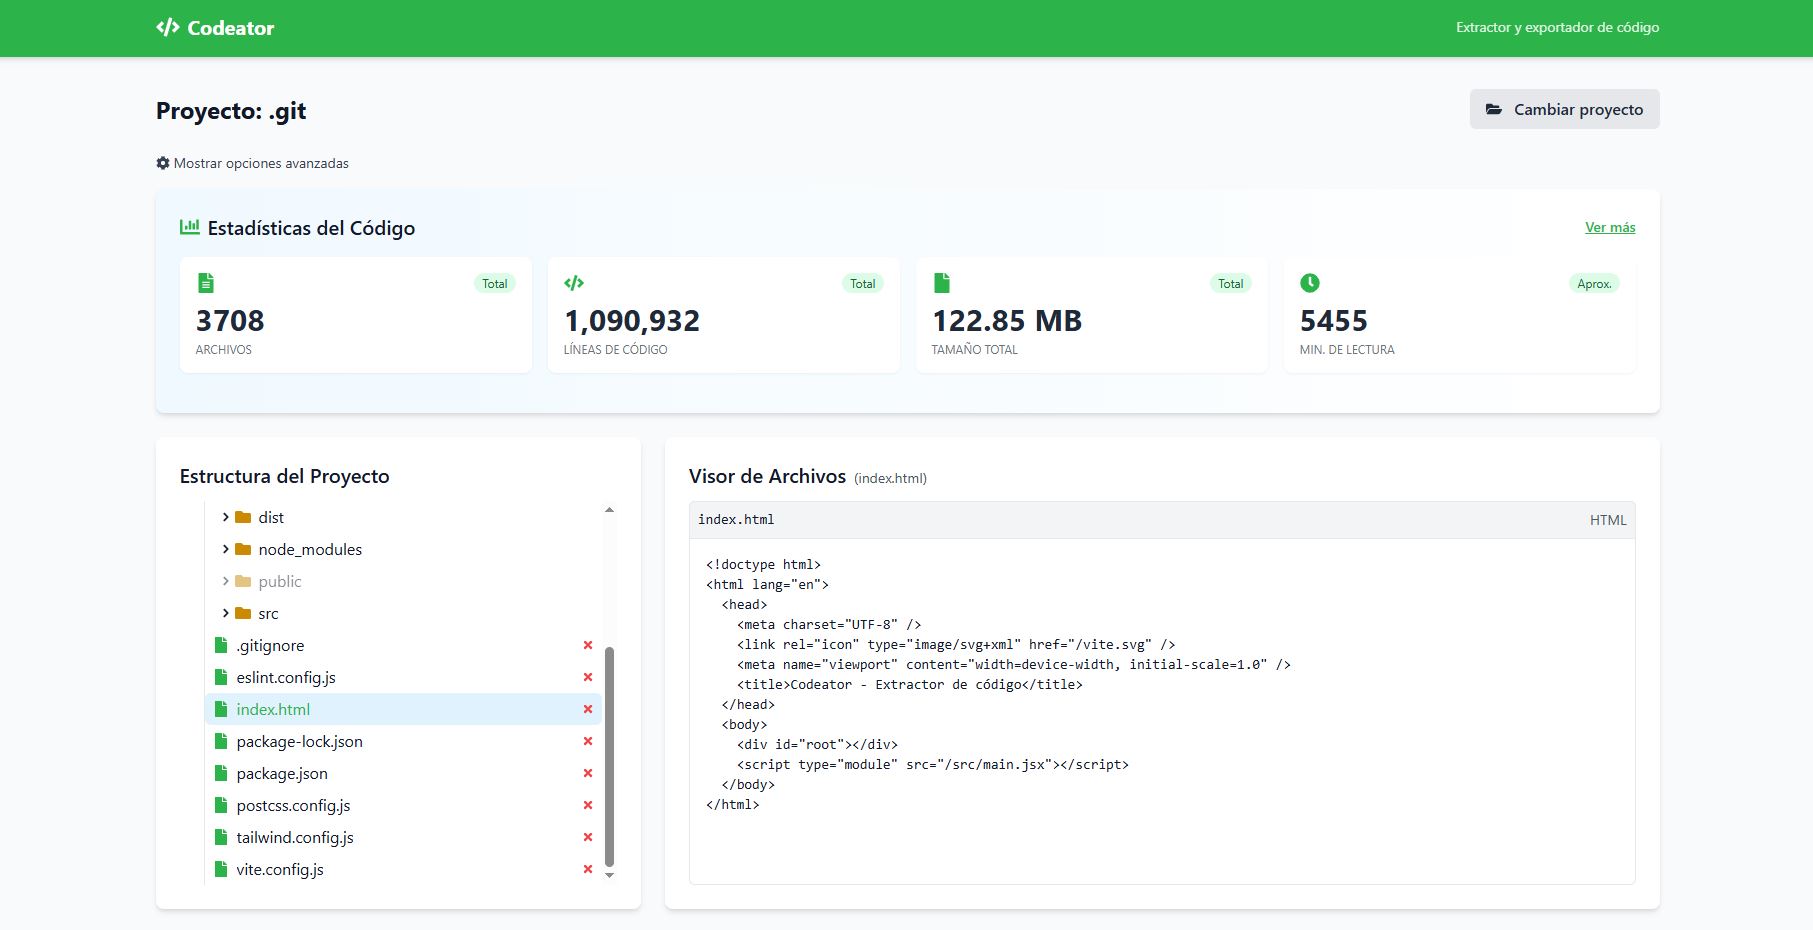 Codeator
Extractor y exportador de código
Proyecto: .git
Cambiar proyecto
Mostrar opciones avanzadas
Estadísticas del Código
Ver más
Total
3708
ARCHIVOS
Total
1,090,932
LÍNEAS DE CÓDIGO
Total
122.85 MB
TAMAÑO TOTAL
Aprox.
5455
MIN. DE LECTURA
Estructura del Proyecto
dist
node_modules
public
src
.gitignore
eslint.config.js
index.html
package-lock.json
package.json
postcss.config.js
tailwind.config.js
vite.config.js
Visor de Archivos (index.html)
index.html HTML
<!doctype html>
<html lang="en">
  <head>
    <meta charset="UTF-8" />
    <link rel="icon" type="image/svg+xml" href="/vite.svg" />
    <meta name="viewport" content="width=device-width, initial-scale=1.0" />
    <title>Codeator - Extractor de código</title>
  </head>
  <body>
    <div id="root"></div>
    <script type="module" src="/src/main.jsx"></script>
  </body>
</html>